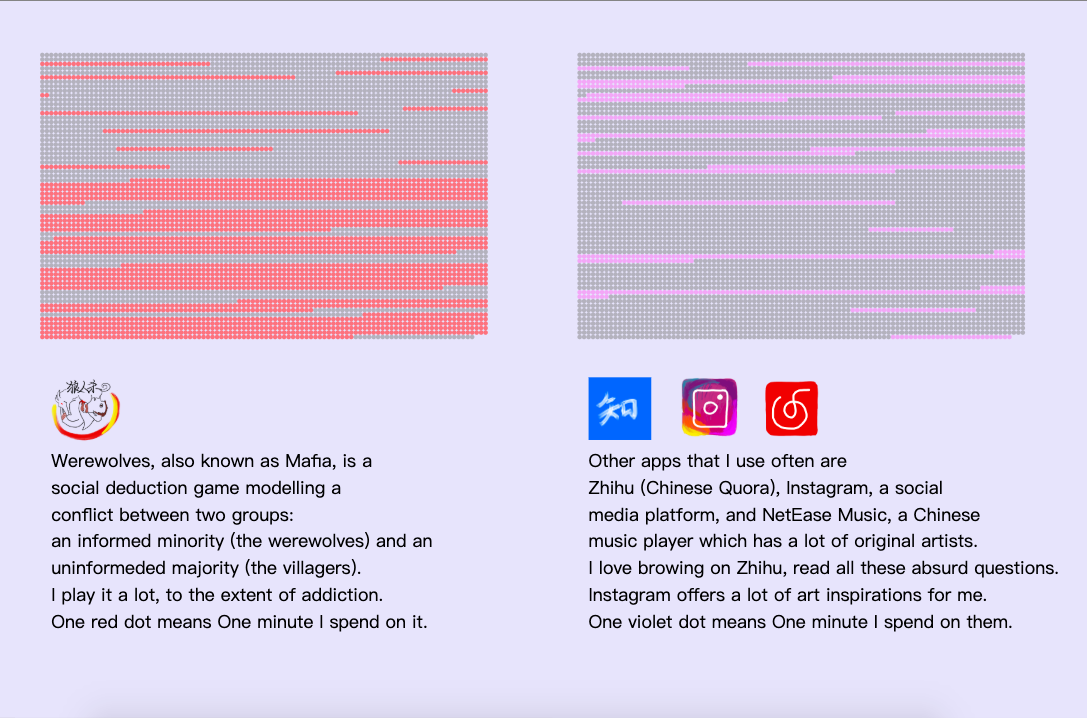 狼人杀
Werewolves, also known as Mafia, is a
social deduction game modelling a
conflict between two groups:
an informed minority (the werewolves) and an
uninformeded majority (the villagers).
I play it a lot, to the extent of addiction.
One red dot means One minute I spend on it.
知
Other apps that I use often are
Zhihu (Chinese Quora), Instagram, a social
media platform, and NetEase Music, a Chinese
music player which has a lot of original artists.
I love browing on Zhihu, read all these absurd questions.
Instagram offers a lot of art inspirations for me.
One violet dot means One minute I spend on them.